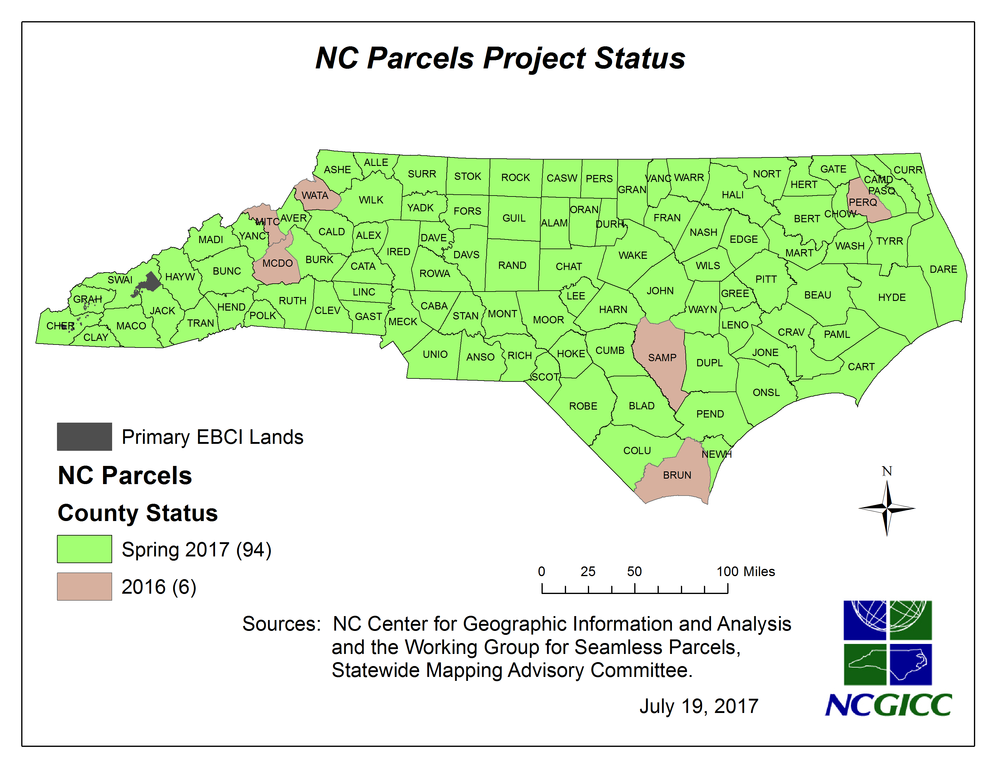 NC Parcels Project Status
ASHE
ALLE
SURR
STOK
ROCK
CASW
PERS
GRAN
VANC
WARR
HALI
NORT
HERT
GATE
CAMD
PASQ
CURR
WATA
WILK
YADK
FORS
GUIL
ALAM
ORAN
DURH
FRAN
NASH
EDGE
BERT
CHOW
PERQ
MITC
AVER
CALD
ALEX
IRED
DAVE
DAVS
RAND
CHAT
WAKE
WILS
MART
WASH
TYRR
DARE
MADI
YANC
MCDO
BURK
CATA
ROWA
JOHN
GREE
PITT
BEAU
HYDE
SWAI
HAYW
BUNC
RUTH
CLEV
LINC
GAST
MECK
CABA
STAN
MONT
MOOR
LEE
HARN
WAYN
LENO
CRAV
PAML
GRAH
JACK
TRAN
HEND
POLK
CHER
CLAY
MACO
UNIO
ANSO
RICH
SCOT
HOKE
CUMB
SAMP
DUPL
JONE
CART
ONSL
ROBE
BLAD
PEND
COLU
NEWH
BRUN
Primary EBCI Lands
NC Parcels
County Status
Spring 2017 (94)
2016 (6)
N
0 25 50 100 Miles
Sources: NC Center for Geographic Information and Analysis
and the Working Group for Seamless Parcels,
Statewide Mapping Advisory Committee.
July 19, 2017
NCGICC